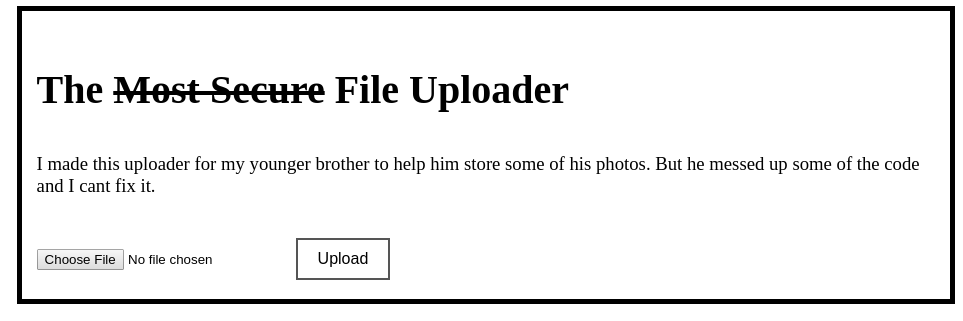 The Most Secure File Uploader
I made this uploader for my younger brother to help him store some of his photos. But he messed up some of the code
and I cant fix it.
Choose File No file chosen Upload